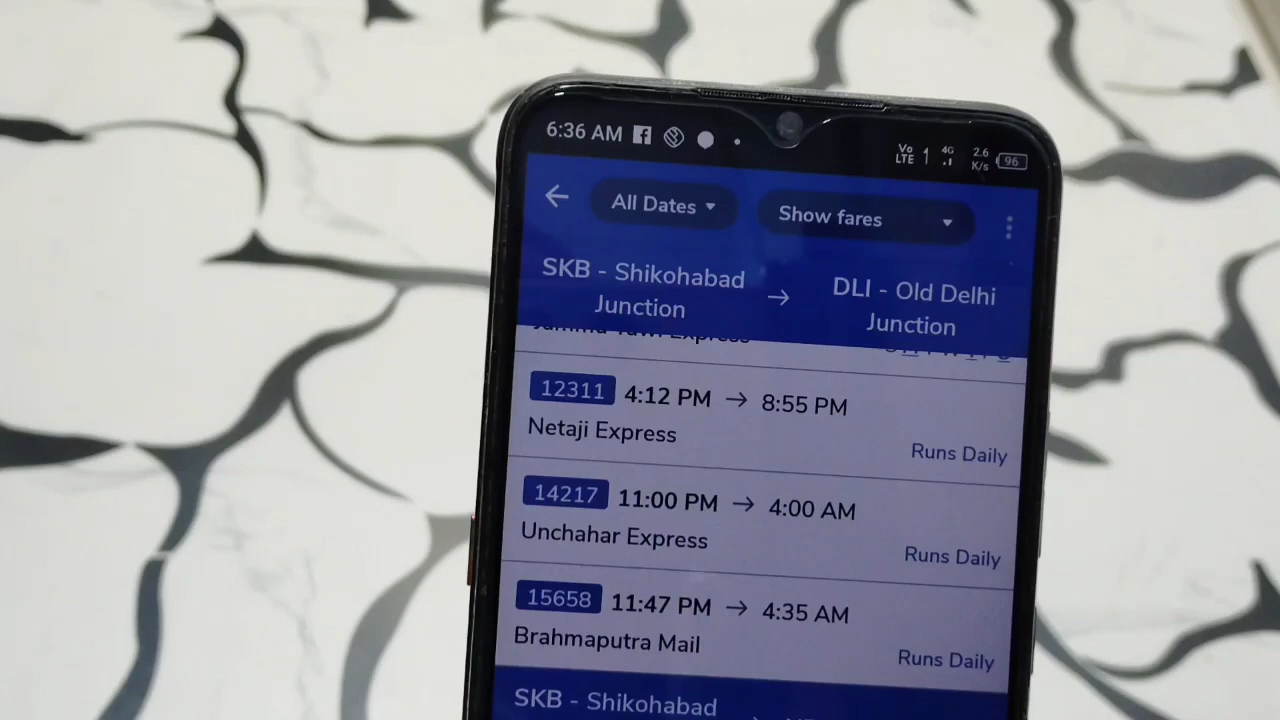 6:36 AM
Vo LTE 4G 2.6 K/s 96
All Dates
Show fares
SKB - Shikohabad Junction
DLI - Old Delhi Junction
12311 4:12 PM → 8:55 PM
Netaji Express
Runs Daily
14217 11:00 PM → 4:00 AM
Unchahar Express
Runs Daily
15658 11:47 PM → 4:35 AM
Brahmaputra Mail
Runs Daily
SKB - Shikohabad